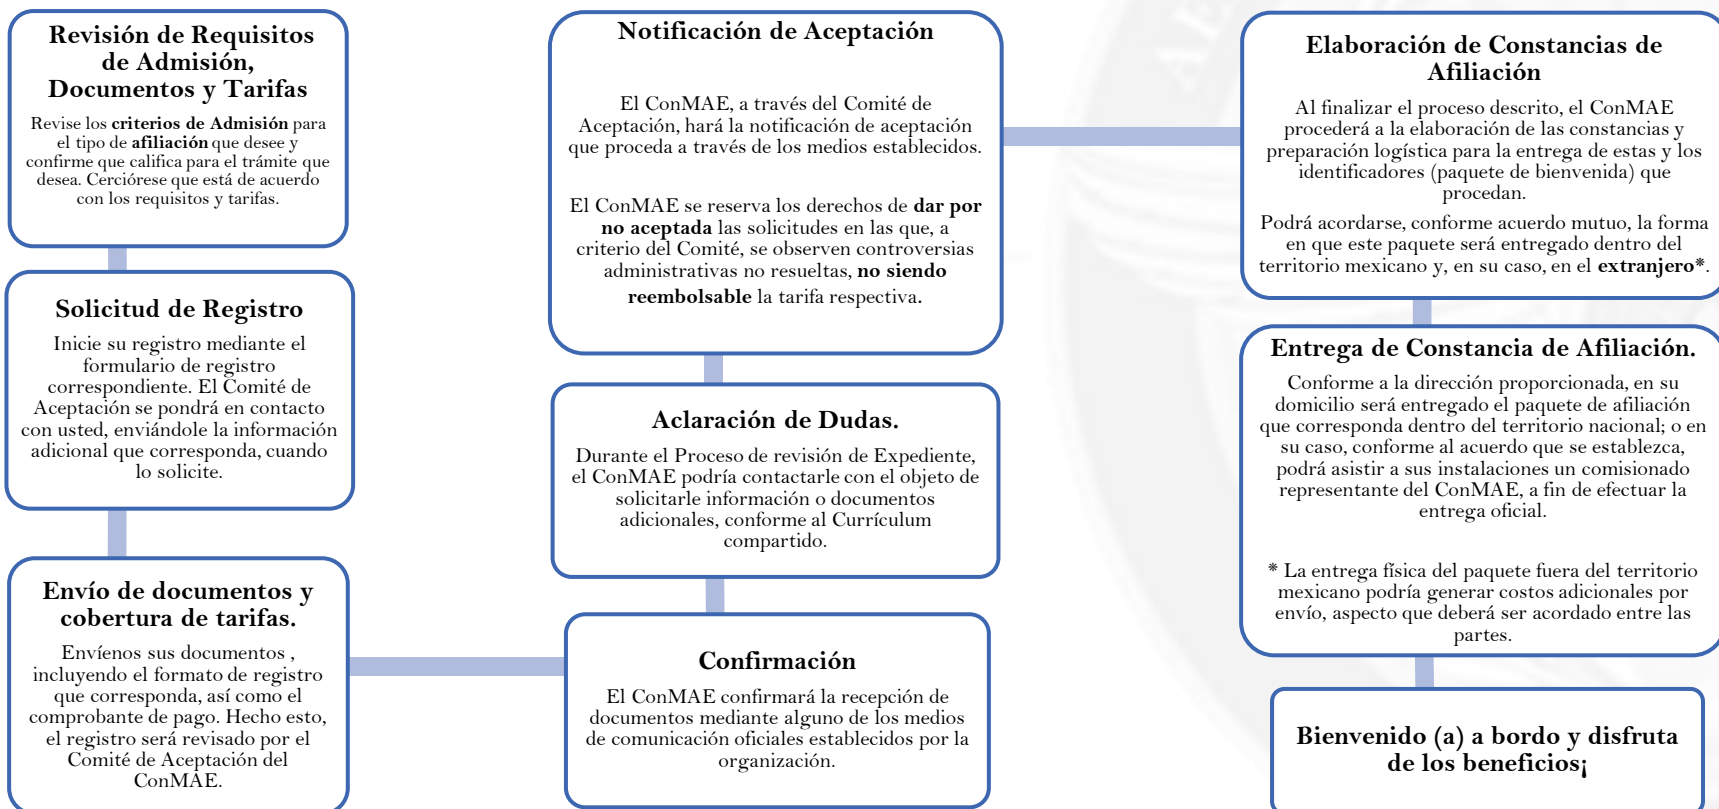 Revisión de Requisitos
de Admisión,
Documentos y Tarifas
Revise los criterios de Admisión para
el tipo de afiliación que desee y
confirme que califica para el trámite que
desea. Cerciórese que está de acuerdo
con los requisitos y tarifas.
Solicitud de Registro
Inicie su registro mediante el
formulario de registro
correspondiente. El Comité de
Aceptación se pondrá en contacto
con usted, enviándole la información
adicional que corresponda, cuando
lo solicite.
Envío de documentos y
cobertura de tarifas.
Envíenos sus documentos ,
incluyendo el formato de registro
que corresponda, así como el
comprobante de pago. Hecho esto,
el registro será revisado por el
Comité de Aceptación del
ConMAE.
Confirmación
El ConMAE confirmará la recepción de
documentos mediante alguno de los medios
de comunicación oficiales establecidos por la
organización.
Aclaración de Dudas.
Durante el Proceso de revisión de Expediente,
el ConMAE podría contactarle con el objeto de
solicitarle información o documentos
adicionales, conforme al Currículum
compartido.
Notificación de Aceptación
El ConMAE, a través del Comité de
Aceptación, hará la notificación de aceptación
que proceda a través de los medios establecidos.
El ConMAE se reserva los derechos de dar por
no aceptada las solicitudes en las que, a
criterio del Comité, se observen controversias
administrativas no resueltas, no siendo
reembolsable la tarifa respectiva.
Elaboración de Constancias de
Afiliación
Al finalizar el proceso descrito, el ConMAE
procederá a la elaboración de las constancias y
preparación logística para la entrega de estas y los
identificadores (paquete de bienvenida) que
procedan.
Podrá acordarse, conforme acuerdo mutuo, la forma
en que este paquete será entregado dentro del
territorio mexicano y, en su caso, en el extranjero*.
Entrega de Constancia de Afiliación.
Conforme a la dirección proporcionada, en su
domicilio será entregado el paquete de afiliación
que corresponda dentro del territorio nacional; o en
su caso, conforme al acuerdo que se establezca,
podrá asistir a sus instalaciones un comisionado
representante del ConMAE, a fin de efectuar la
entrega oficial.
* La entrega física del paquete fuera del territorio
mexicano podría generar costos adicionales por
envío, aspecto que deberá ser acordado entre las
partes.
Bienvenido (a) a bordo y disfruta
de los beneficios¡